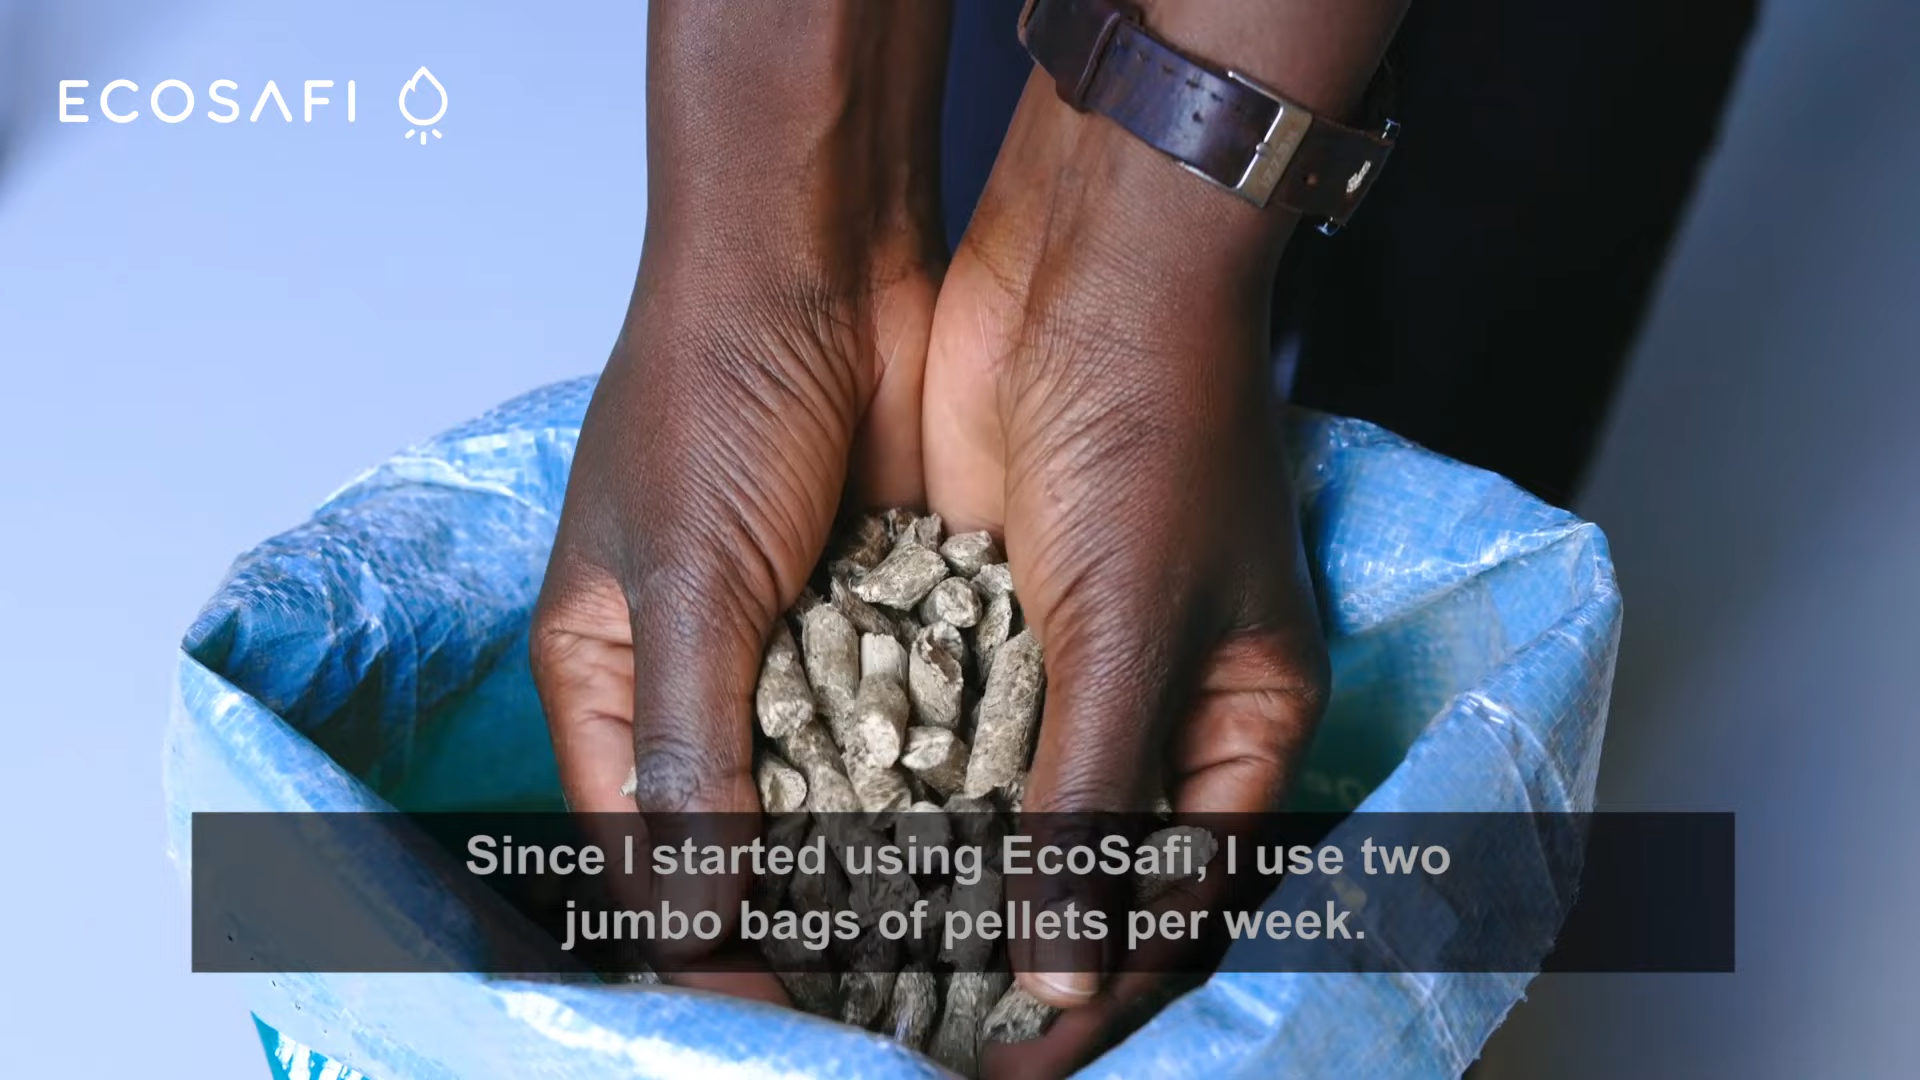 ECOSAFI
Since I started using EcoSafi, I use two
jumbo bags of pellets per week.